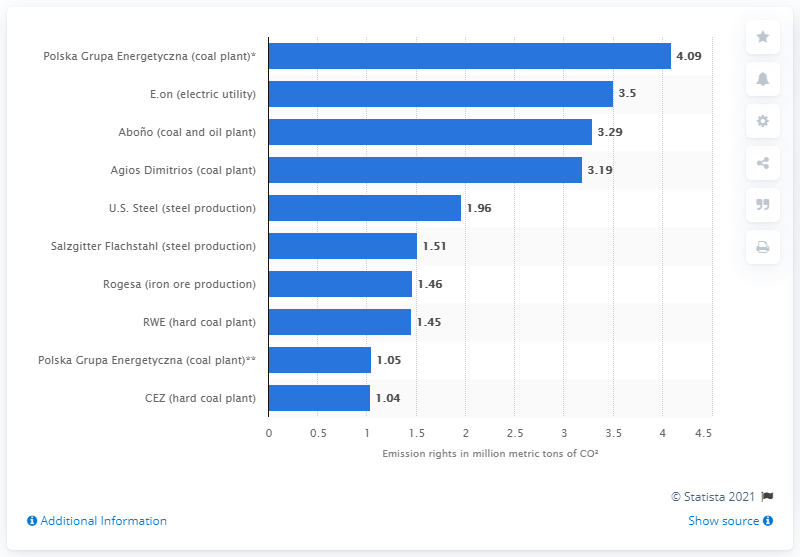 Polska Grupa Energetyczna (coal plant)* 4.09
E.on (electric utility) 3.5
Aboño (coal and oil plant) 3.29
Agios Dimitrios (coal plant) 3.19
U.S. Steel (steel production) 1.96
Salzgitter Flachstahl (steel production) 1.51
Rogesa (iron ore production) 1.46
RWE (hard coal plant) 1.45
Polska Grupa Energetyczna (coal plant)** 1.05
CEZ (hard coal plant) 1.04
0 0.5 1 1.5 2 2.5 3 3.5 4 4.5
Emission rights in million metric tons of CO²
© Statista 2021
Additional Information Show source